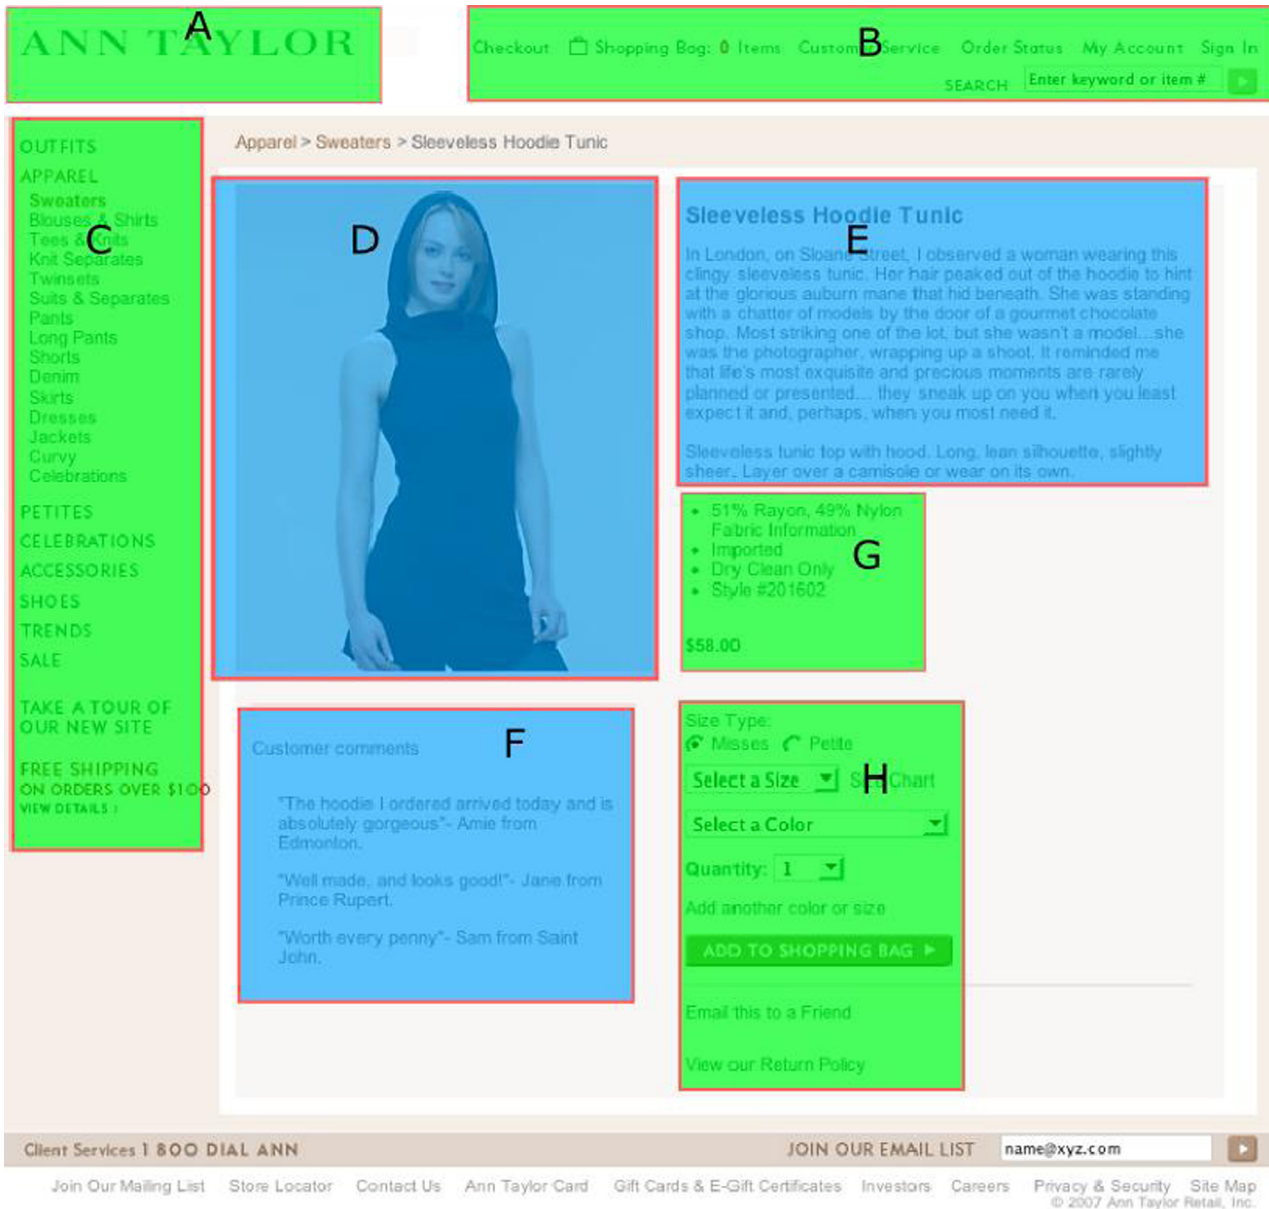 A
ANN TAYLOR
B
Checkout Shopping Bag: 0 Items Customer Service Order Status My Account Sign In
SEARCH Enter keyword or item #
C
OUTFITS
APPAREL
Sweaters
Blouses & Shirts
Tees & Knits
Knit Separates
Twinsets
Suits & Separates
Pants
Long Pants
Shorts
Denim
Skirts
Dresses
Jackets
Curvy
Celebrations
PETITES
CELEBRATIONS
ACCESSORIES
SHOES
TRENDS
SALE
TAKE A TOUR OF
OUR NEW SITE
FREE SHIPPING
ON ORDERS OVER $100
VIEW DETAILS ›
Apparel > Sweaters > Sleeveless Hoodie Tunic
D
E
Sleeveless Hoodie Tunic
In London, on Sloane Street, I observed a woman wearing this
clingy sleeveless tunic. Her hair peaked out of the hoodie to hint
at the glorious auburn mane that hid beneath. She was standing
with a chatter of models by the door of a gourmet chocolate
shop. Most striking one of the lot, but she wasn't a model...she
was the photographer, wrapping up a shoot. It reminded me
that life's most exquisite and precious moments are rarely
planned or presented... they sneak up on you when you least
expect it and, perhaps, when you most need it.
Sleeveless tunic top with hood. Long, lean silhouette, slightly
sheer. Layer over a camisole or wear on its own.
G
• 51% Rayon, 49% Nylon
Fabric Information
• Imported
• Dry Clean Only
• Style #201602
$58.00
F
Customer comments
"The hoodie I ordered arrived today and is
absolutely gorgeous"- Amie from
Edmonton.
"Well made, and looks good!"- Jane from
Prince Rupert.
"Worth every penny"- Sam from Saint
John.
H
Size Type:
Misses Petite
Select a Size Size Chart
Select a Color
Quantity: 1
Add another color or size
ADD TO SHOPPING BAG
Email this to a Friend
View our Return Policy
Client Services 1 800 DIAL ANN JOIN OUR EMAIL LIST name@xyz.com
Join Our Mailing List Store Locator Contact Us Ann Taylor Card Gift Cards & E-Gift Certificates Investors Careers Privacy & Security Site Map
© 2007 Ann Taylor Retail, Inc.